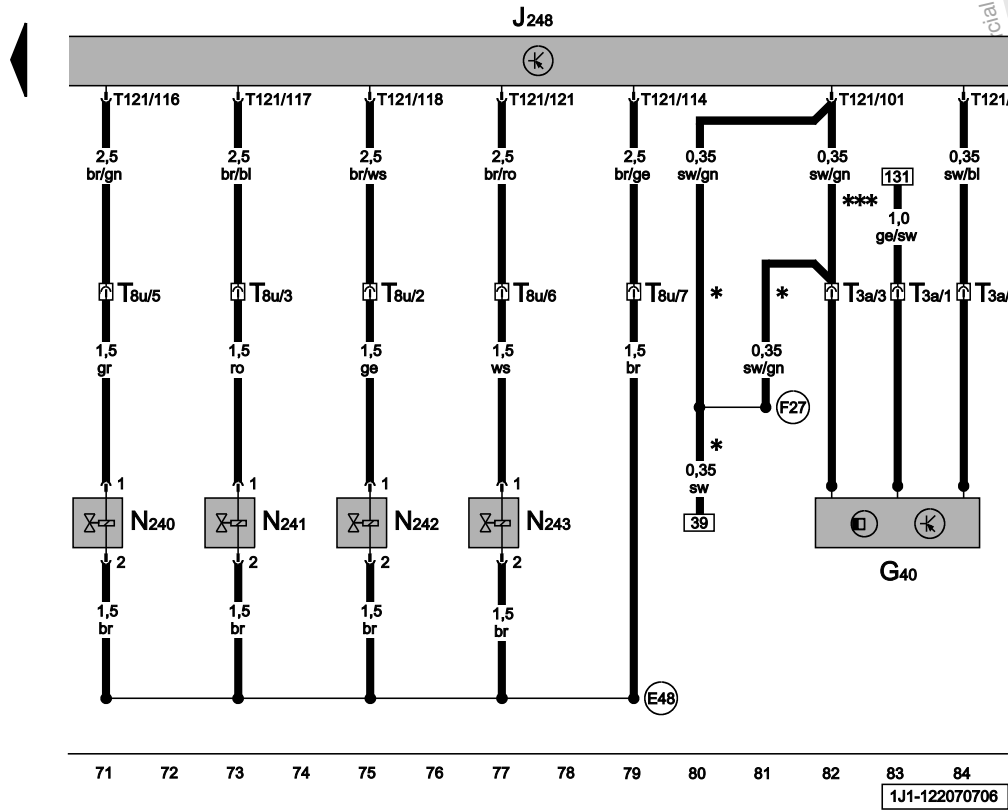 cial
J248
T121/116 T121/117 T121/118 T121/121 T121/114 T121/101 T121/
2,5 2,5 2,5 2,5 2,5 0,35 0,35 0,35
br/gn br/bl br/ws br/ro br/ge sw/gn sw/gn 131 sw/bl
***
1,0
ge/sw
T8u/5 T8u/3 T8u/2 T8u/6 T8u/7 * * T3a/3 T3a/1 T3a/
1,5 1,5 1,5 1,5 1,5 0,35
gr ro ge ws br sw/gn
F27
*
0,35
sw
1 1 1 1
N240 N241 N242 N243 39
2 2 2 2
G40
1,5 1,5 1,5 1,5
br br br br
E48
71 72 73 74 75 76 77 78 79 80 81 82 83 84
1J1-122070706